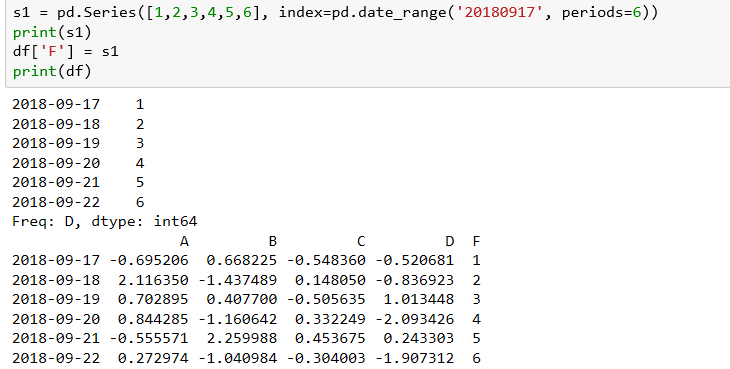 s1 = pd.Series([1,2,3,4,5,6], index=pd.date_range('20180917', periods=6))
print(s1)
df['F'] = s1
print(df)
2018-09-17    1
2018-09-18    2
2018-09-19    3
2018-09-20    4
2018-09-21    5
2018-09-22    6
Freq: D, dtype: int64
                   A         B         C         D  F
2018-09-17 -0.695206  0.668225 -0.548360 -0.520681  1
2018-09-18  2.116350 -1.437489  0.148050 -0.836923  2
2018-09-19  0.702895  0.407700 -0.505635  1.013448  3
2018-09-20  0.844285 -1.160642  0.332249 -2.093426  4
2018-09-21 -0.555571  2.259988  0.453675  0.243303  5
2018-09-22  0.272974 -1.040984 -0.304003 -1.907312  6